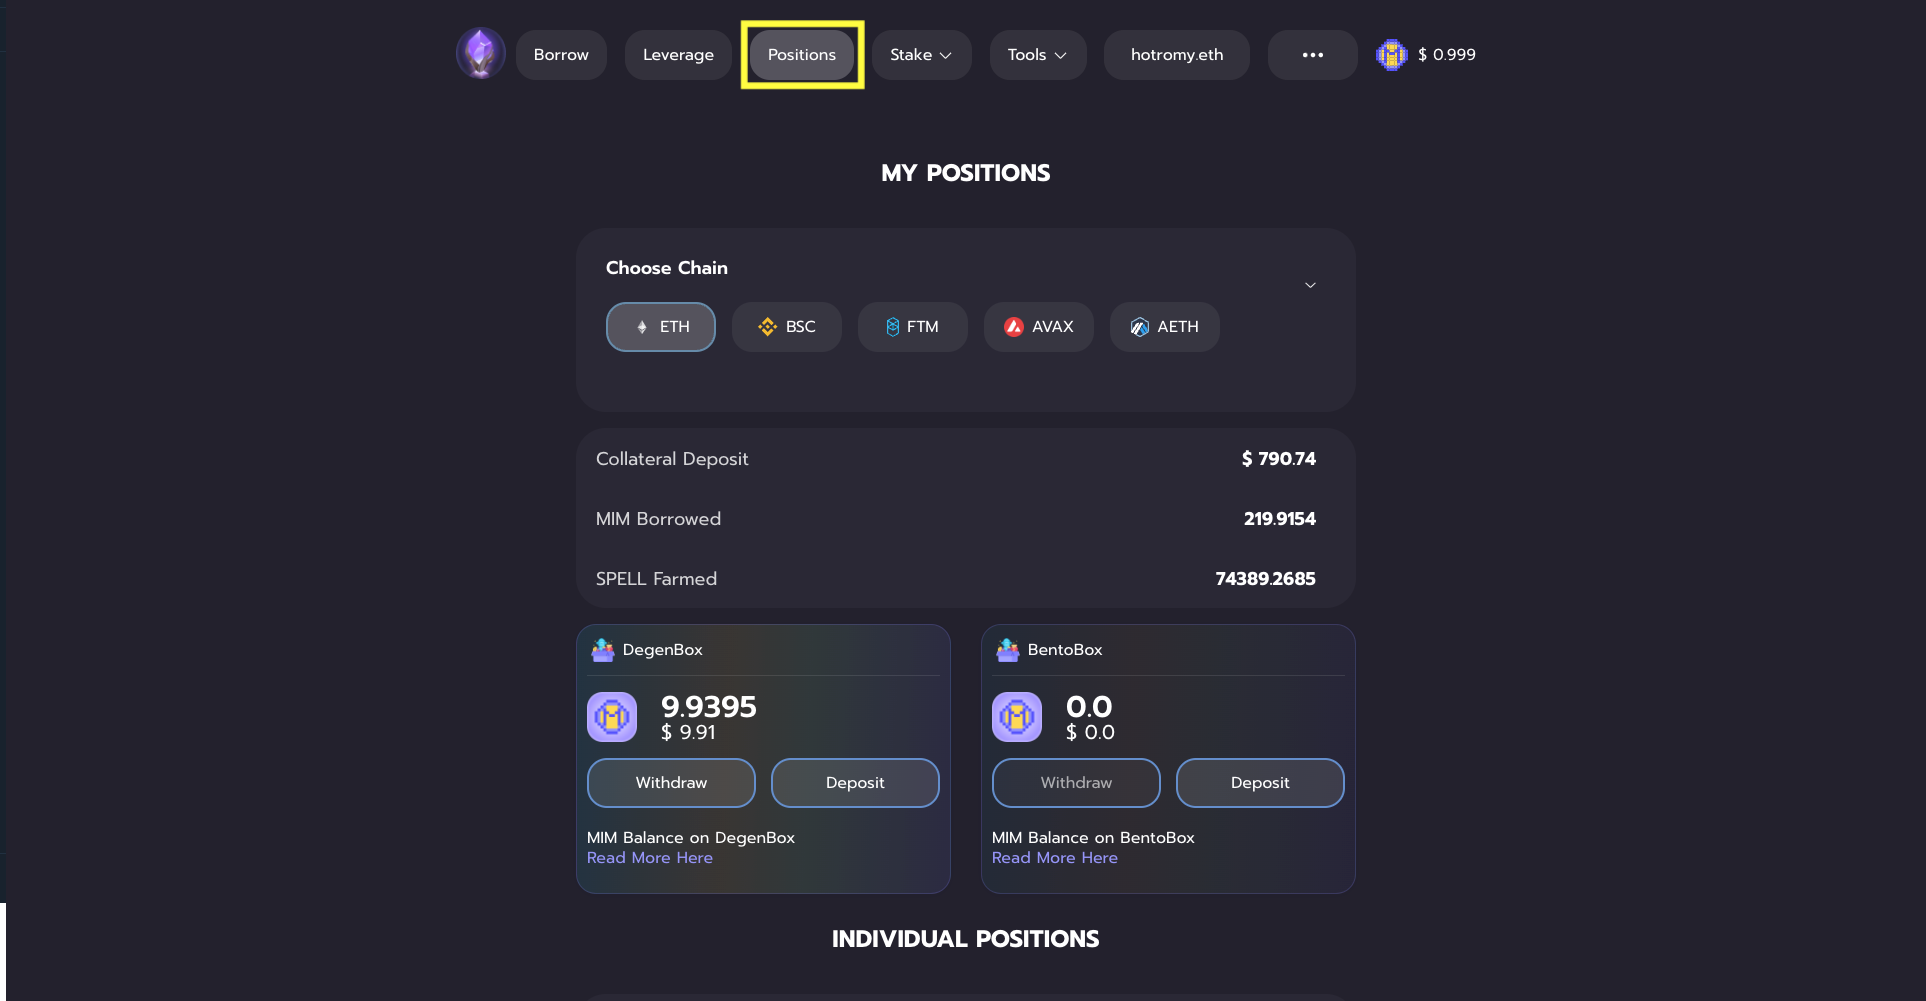 Borrow
Leverage
Positions
Stake
Tools
hotromy.eth
$ 0.999
MY POSITIONS
Choose Chain
ETH
BSC
FTM
AVAX
AETH
Collateral Deposit
$ 790.74
MIM Borrowed
219.9154
SPELL Farmed
74389.2685
DegenBox
9.9395
$ 9.91
Withdraw
Deposit
MIM Balance on DegenBox
Read More Here
BentoBox
0.0
$ 0.0
Withdraw
Deposit
MIM Balance on BentoBox
Read More Here
INDIVIDUAL POSITIONS